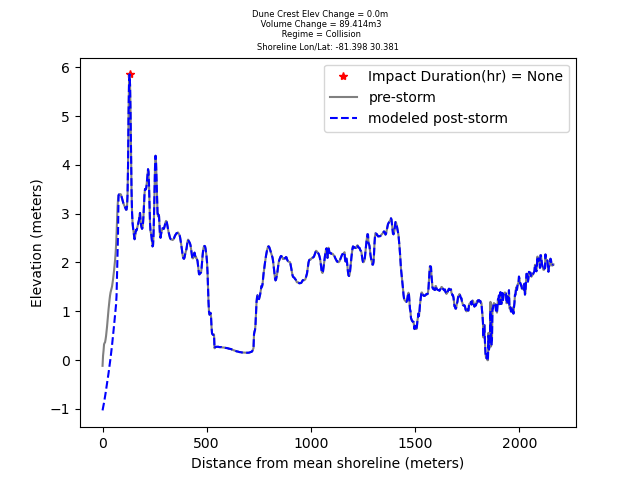 Dune Crest Elev Change = 0.0m
Volume Change = 89.414m3
Regime = Collision
Shoreline Lon/Lat: -81.398 30.381
Impact Duration(hr) = None
pre-storm
modeled post-storm
Elevation (meters)
6
5
4
3
2
1
0
−1
0 500 1000 1500 2000
Distance from mean shoreline (meters)